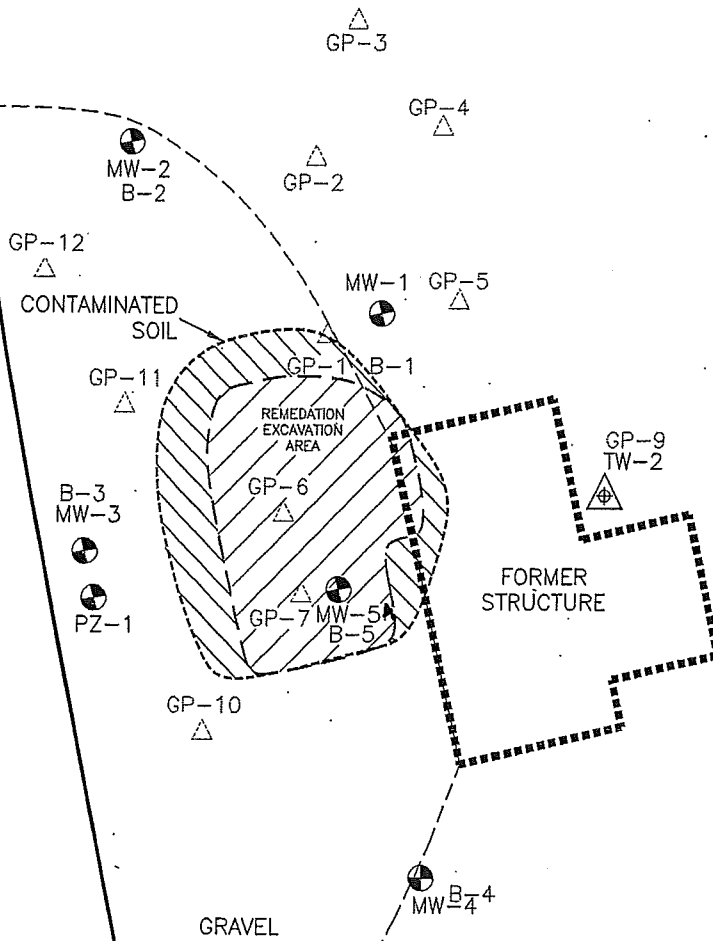 GP-3
GP-4
MW-2
B-2
GP-2
GP-12
MW-1
GP-5
CONTAMINATED
SOIL
GP-1
B-1
GP-11
REMEDATION
EXCAVATION
AREA
GP-9
TW-2
GP-6
B-3
MW-3
FORMER
STRUCTURE
GP-7
MW-5
B-5
PZ-1
GP-10
B-4
MW-4
GRAVEL